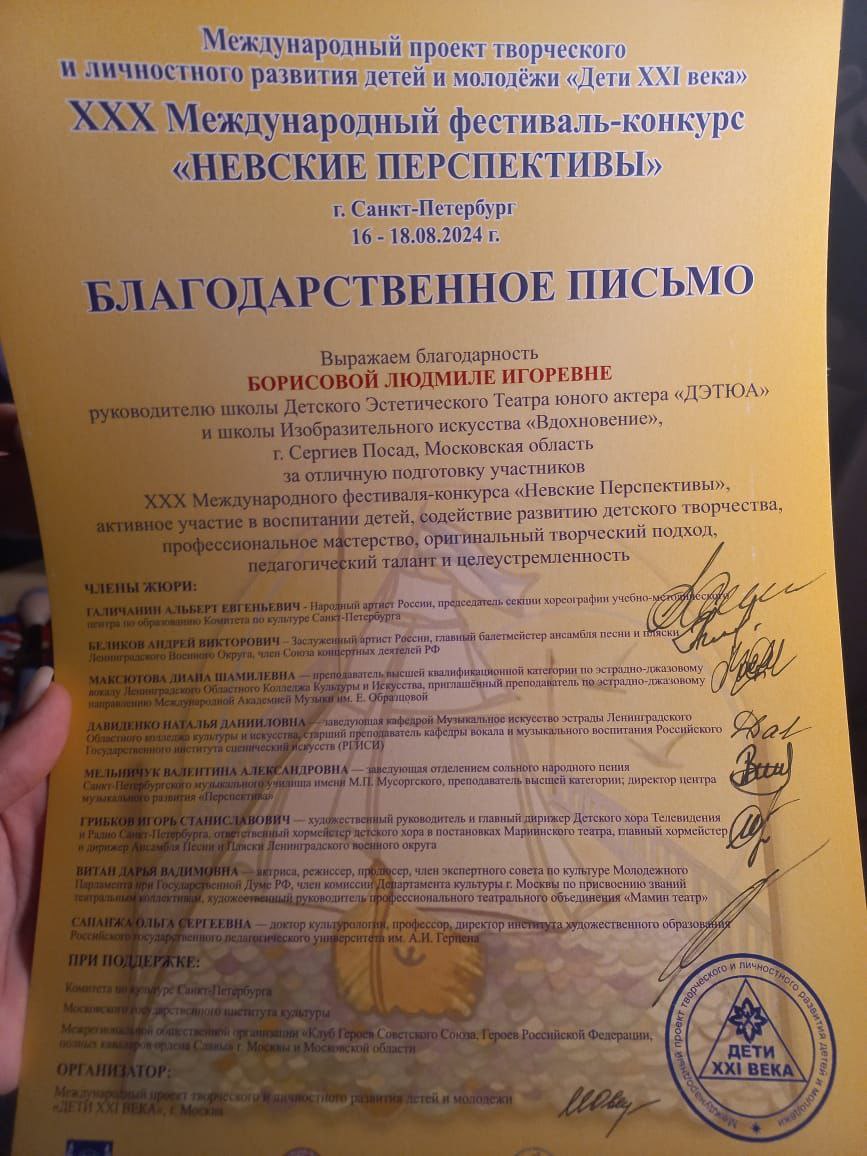 Международный проект творческого
и личностного развития детей и молодёжи «Дети XXI века»
XXX Международный фестиваль-конкурс
«НЕВСКИЕ ПЕРСПЕКТИВЫ»
г. Санкт-Петербург
16 - 18.08.2024 г.
БЛАГОДАРСТВЕННОЕ ПИСЬМО
Выражаем благодарность
БОРИСОВОЙ ЛЮДМИЛЕ ИГОРЕВНЕ
руководителю школы Детского Эстетического Театра юного актера «ДЭТЮА»
и школы Изобразительного искусства «Вдохновение»,
г. Сергиев Посад, Московская область
за отличную подготовку участников
XXX Международного фестиваля-конкурса «Невские Перспективы»,
активное участие в воспитании детей, содействие развитию детского творчества,
профессиональное мастерство, оригинальный творческий подход,
педагогический талант и целеустремленность
ЧЛЕНЫ ЖЮРИ:
ГАЛИЧАНИН АЛЬБЕРТ ЕВГЕНЬЕВИЧ - Народный артист России, председатель секции хореографии учебно-методического
центра по образованию Комитета по культуре Санкт-Петербурга
БЕЛИКОВ АНДРЕЙ ВИКТОРОВИЧ – Заслуженный артист России, главный балетмейстер ансамбля песни и пляски
Ленинградского Военного Округа, член Союза концертных деятелей РФ
МАКСЮТОВА ДИАНА ШАМИЛЕВНА — преподаватель высшей квалификационной категории по эстрадно-джазовому
вокалу Ленинградского Областного Колледжа Культуры и Искусства, приглашённый преподаватель по эстрадно-джазовому
направлению Международной Академией Музыки им. Е. Образцовой
ДАВИДЕНКО НАТАЛЬЯ ДАНИИЛОВНА — заведующая кафедрой Музыкальное искусство эстрады Ленинградского
Областного колледжа культуры и искусства, старший преподаватель кафедры вокала и музыкального воспитания Российского
Государственного института сценический искусств (РГИСИ)
МЕЛЬНИЧУК ВАЛЕНТИНА АЛЕКСАНДРОВНА — заведующая отделением сольного народного пения
Санкт-Петербургского музыкального училища имени М.П. Мусоргского, преподаватель высшей категории; директор центра
музыкального развития «Перспектива»
ГРИБКОВ ИГОРЬ СТАНИСЛАВОВИЧ — художественный руководитель и главный дирижер Детского хора Телевидения
и Радио Санкт-Петербурга, ответственный хормейстер детского хора в постановках Мариинского театра, главный хормейстер
и дирижер Ансамбля Песни и Пляски Ленинградского военного округа
ВИТАН ДАРЬЯ ВАДИМОВНА — актриса, режиссер, продюсер, член экспертного совета по культуре Молодежного
Парламента при Государственной Думе РФ, член комиссии Департамента культуры г. Москвы по присвоению званий
театральным коллективам, художественный руководитель профессионального театрального объединения «Мамин театр»
САПАНЖА ОЛЬГА СЕРГЕЕВНА — доктор культурологии, профессор, директор института художественного образования
Российского государственного педагогического университета им. А.И. Герцена
ПРИ ПОДДЕРЖКЕ:
Комитета по культуре Санкт-Петербурга
Московского государственного института культуры
Межрегиональной общественной организации «Клуб Героев Советского Союза, Героев Российской Федерации,
полных кавалеров ордена Славы» г. Москвы и Московской области
ОРГАНИЗАТОР:
Международный проект творческого и личностного развития детей и молодежи
«ДЕТИ XXI ВЕКА», г. Москва
Международный проект творческого и личностного развития детей и молодежи
ДЕТИ
XXI ВЕКА